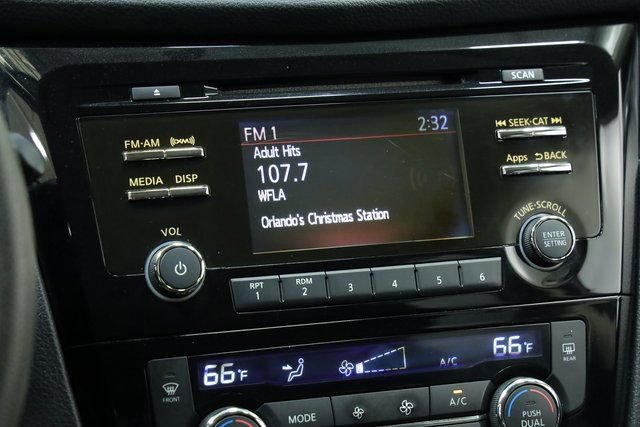 SCAN
FM·AM ((XM))
MEDIA DISP
VOL
FM 1 2:32
Adult Hits
107.7
WFLA
Orlando's Christmas Station
SEEK·CAT
Apps BACK
TUNE·SCROLL
ENTER
SETTING
RPT RDM
1 2 3 4 5 6
66°F A/C 66°F
FRONT
REAR
MODE
A/C
PUSH
DUAL